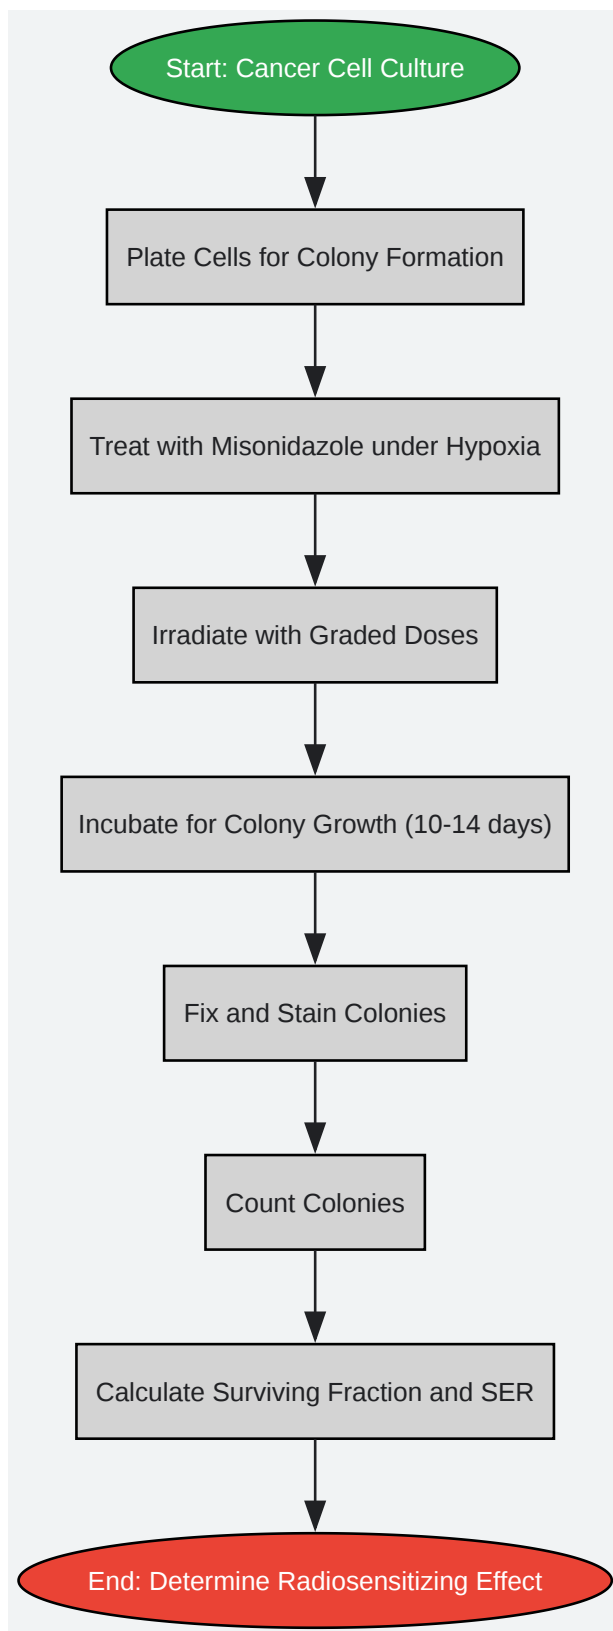 Start: Cancer Cell Culture
Plate Cells for Colony Formation
Treat with Misonidazole under Hypoxia
Irradiate with Graded Doses
Incubate for Colony Growth (10-14 days)
Fix and Stain Colonies
Count Colonies
Calculate Surviving Fraction and SER
End: Determine Radiosensitizing Effect